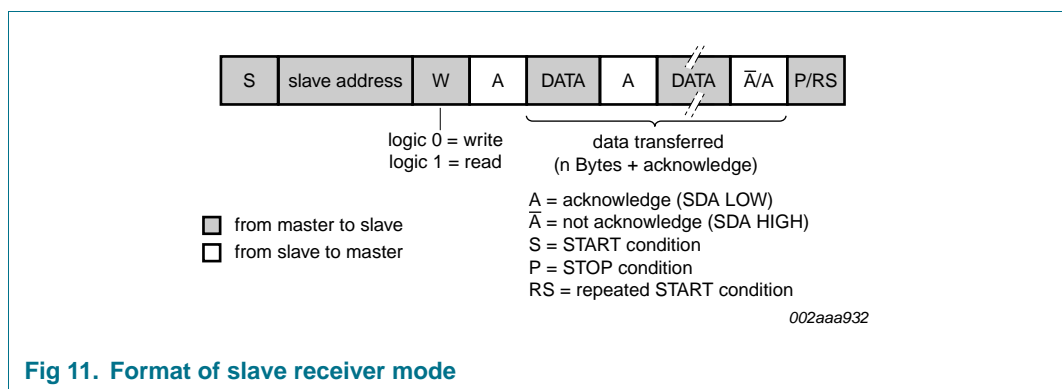 S slave address W A DATA A DATA A̅/A P/RS
logic 0 = write
logic 1 = read
data transferred
(n Bytes + acknowledge)
A = acknowledge (SDA LOW)
A̅ = not acknowledge (SDA HIGH)
S = START condition
P = STOP condition
RS = repeated START condition
from master to slave
from slave to master
002aaa932
Fig 11. Format of slave receiver mode